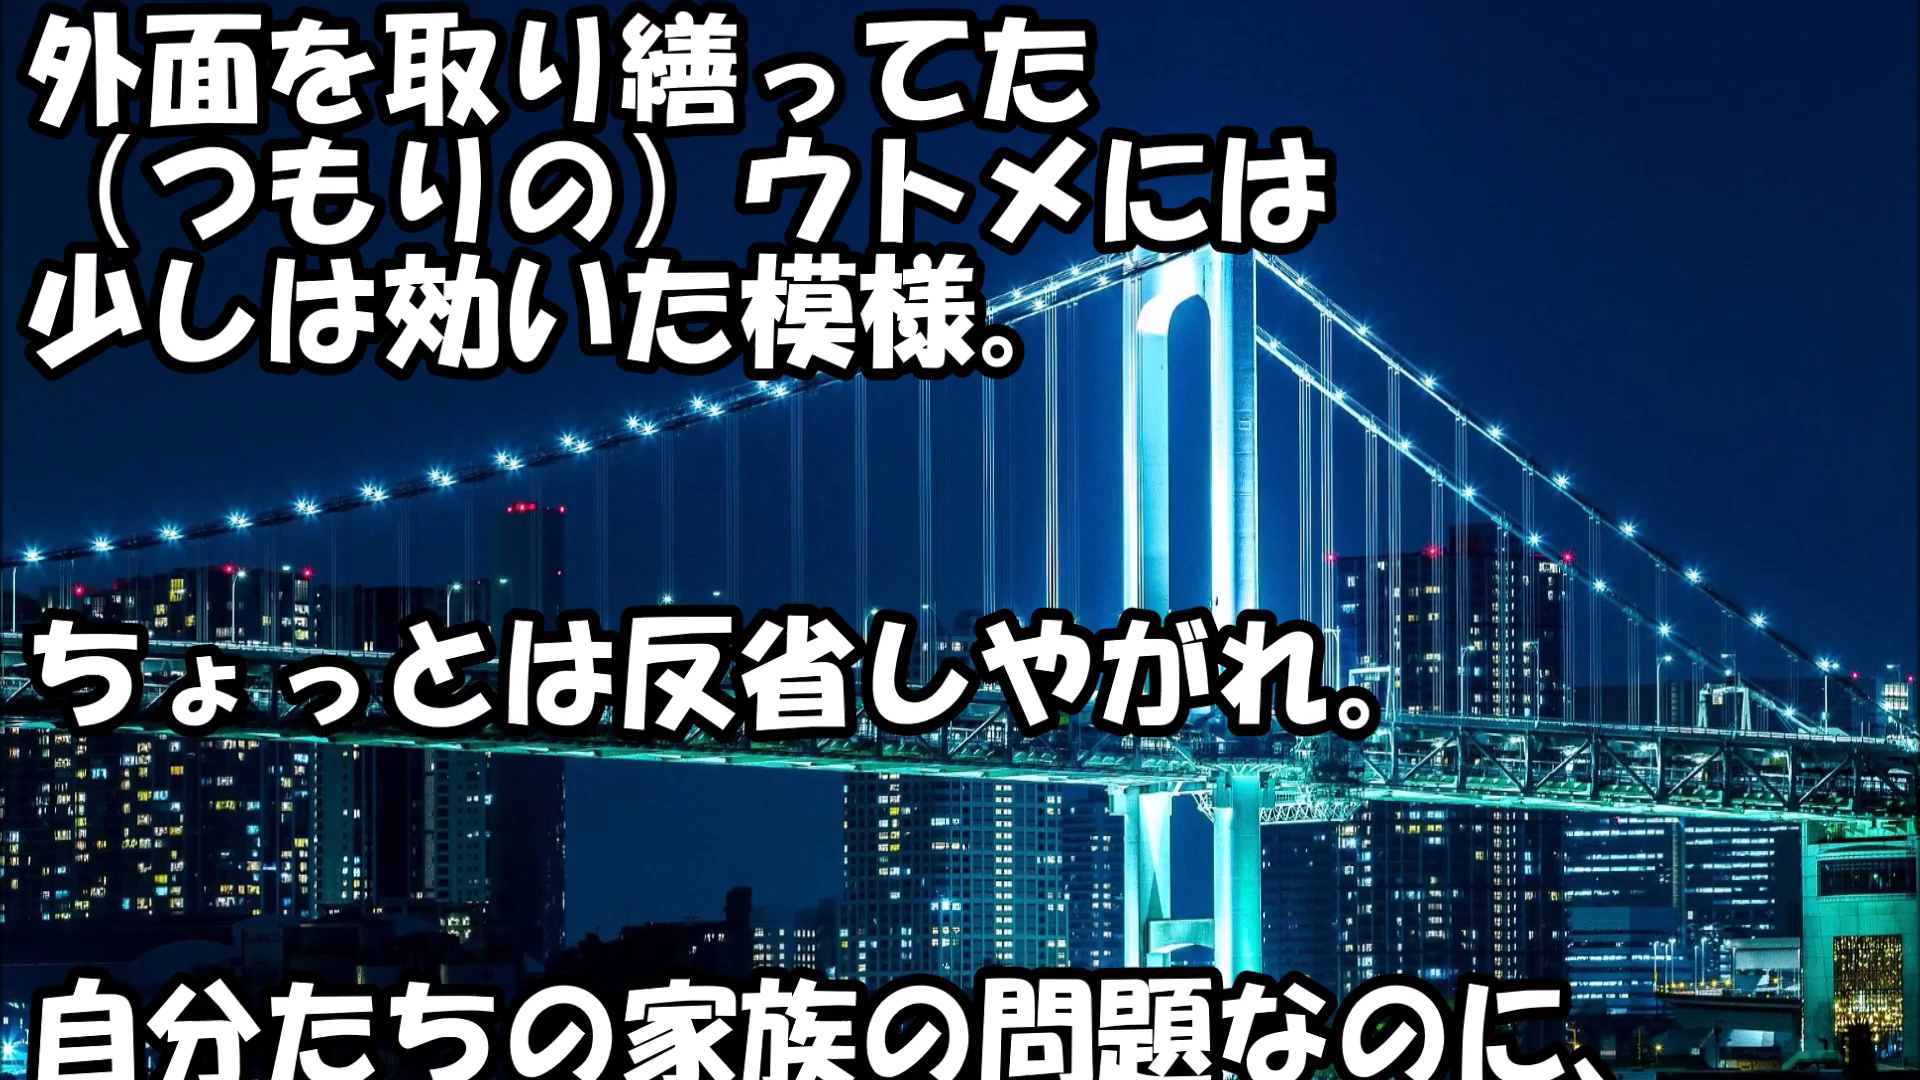 外面を取り繕ってた
（つもりの）ウトメには
少しは効いた模様。
ちょっとは反省しやがれ。
自分たちの家族の問題なのに、